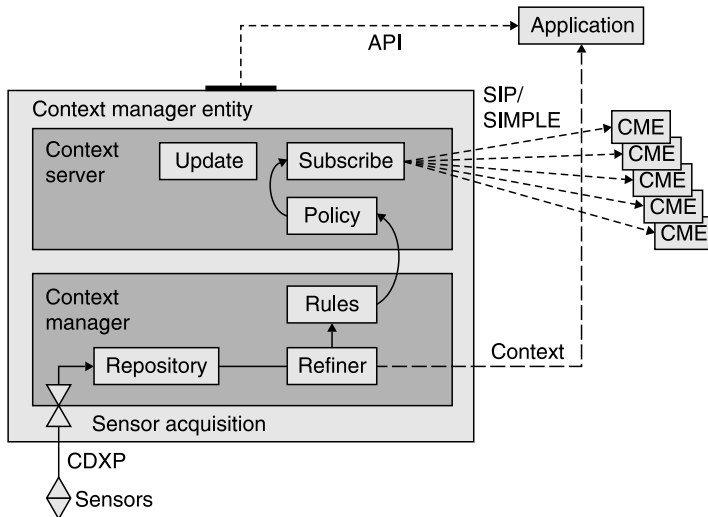 Application
API
Context manager entity
SIP/
SIMPLE
Context
server
Update
Subscribe
Policy
CME
CME
CME
CME
CME
Context
manager
Rules
Repository
Refiner
Context
Sensor acquisition
CDXP
Sensors